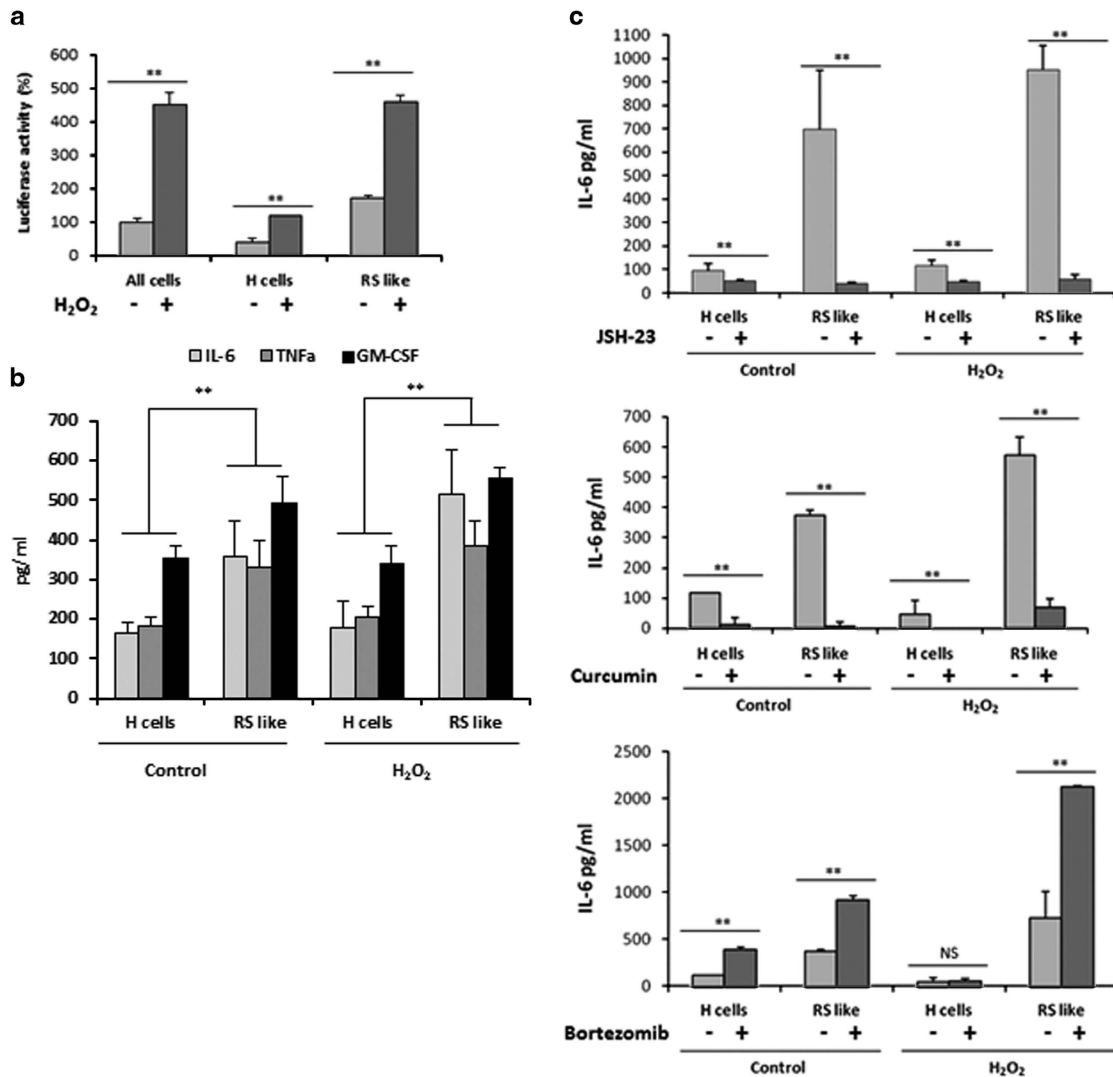 a
Luciferase activity (%)
600
500
400
300
200
100
0
** ** **
All cells H cells RS like
H₂O₂ - + - + - +
b
IL-6 TNFa GM-CSF
pg/ml
700
600
500
400
300
200
100
0
** **
H cells RS like H cells RS like
Control H₂O₂
c
IL-6 pg/ml
1100
1000
900
800
700
600
500
400
300
200
100
0
** ** ** **
H cells RS like H cells RS like
JSH-23 - + - + - + - +
Control H₂O₂
IL-6 pg/ml
700
600
500
400
300
200
100
0
** ** ** **
H cells RS like H cells RS like
Curcumin - + - + - + - +
Control H₂O₂
IL-6 pg/ml
2500
2000
1500
1000
500
0
** ** NS **
H cells RS like H cells RS like
Bortezomib - + - + - + - +
Control H₂O₂